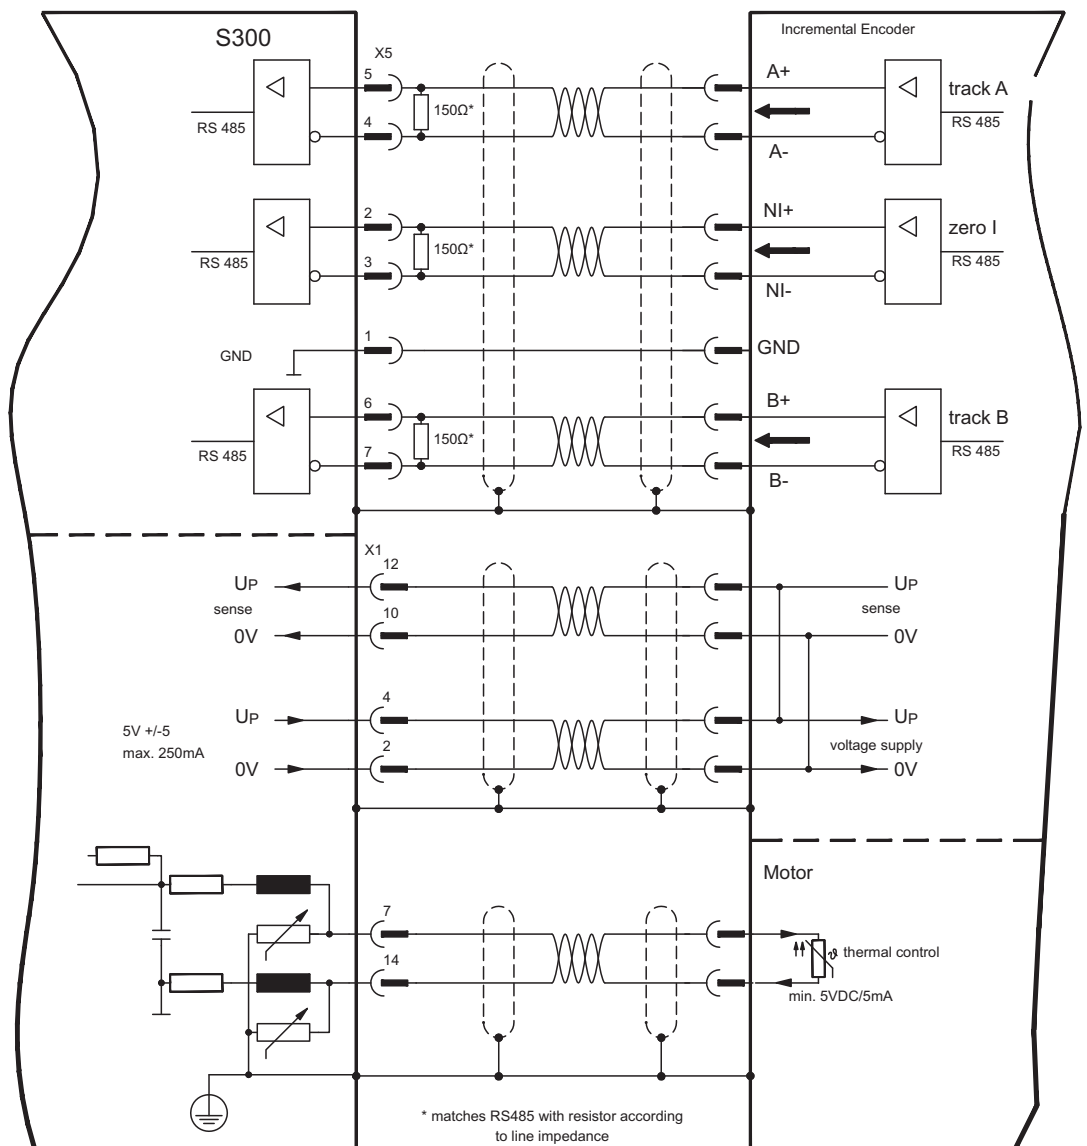 S300
Incremental Encoder
X5
5
A+
track A
150Ω*
RS 485
RS 485
4
A-
2
NI+
zero I
150Ω*
RS 485
RS 485
3
NI-
1
GND
GND
6
B+
track B
150Ω*
RS 485
RS 485
7
B-
X1
12
UP
UP
sense
sense
10
0V
0V
4
UP
UP
5V +/-5
max. 250mA
voltage supply
2
0V
0V
Motor
7
ϑ thermal control
14
min. 5VDC/5mA
* matches RS485 with resistor according
to line impedance